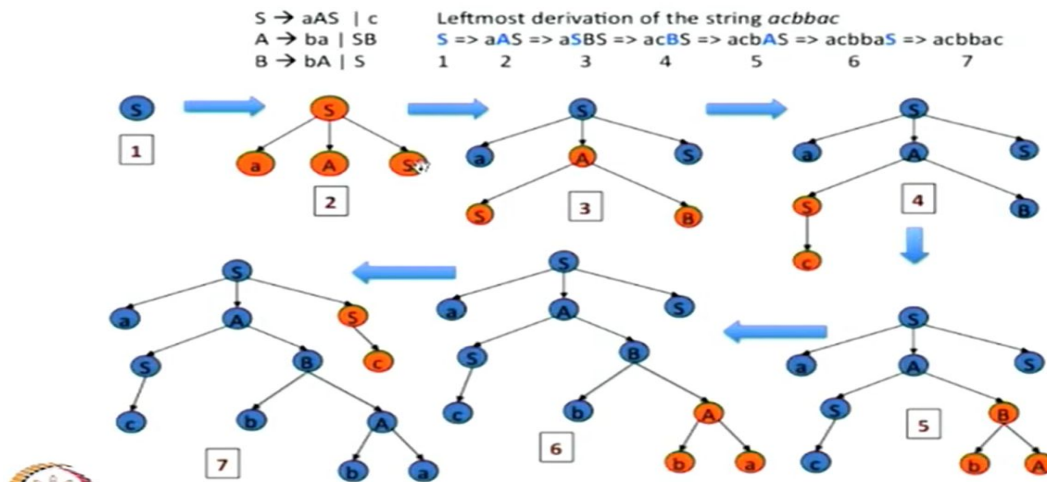 S → aAS | c
A → ba | SB
B → bA | S
Leftmost derivation of the string acbbac
S => aAS => aSBS => acBS => acbAS => acbbaS => acbbac
1 2 3 4 5 6 7
S
1
S
a A S
2
S
a A S
S B
3
S
a A S
S B
c
4
S
a A S
S B
c b a
A
7
S
a A S
S B
c b A
b a
6
S
a A S
S B
c b A
5